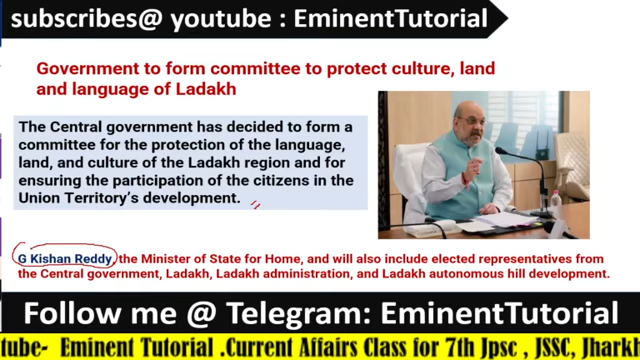 subscribes@ youtube : EminentTutorial
Government to form committee to protect culture, land
and language of Ladakh
The Central government has decided to form a
committee for the protection of the language,
land, and culture of the Ladakh region and for
ensuring the participation of the citizens in the
Union Territory's development.
G Kishan Reddy, the Minister of State for Home, and will also include elected representatives from
the Central government, Ladakh, Ladakh administration, and Ladakh autonomous hill development.
Follow me @ Telegram: EminentTutorial
tube- Eminent Tutorial .Current Affairs Class for 7th Jpsc , JSSC, Jharkh